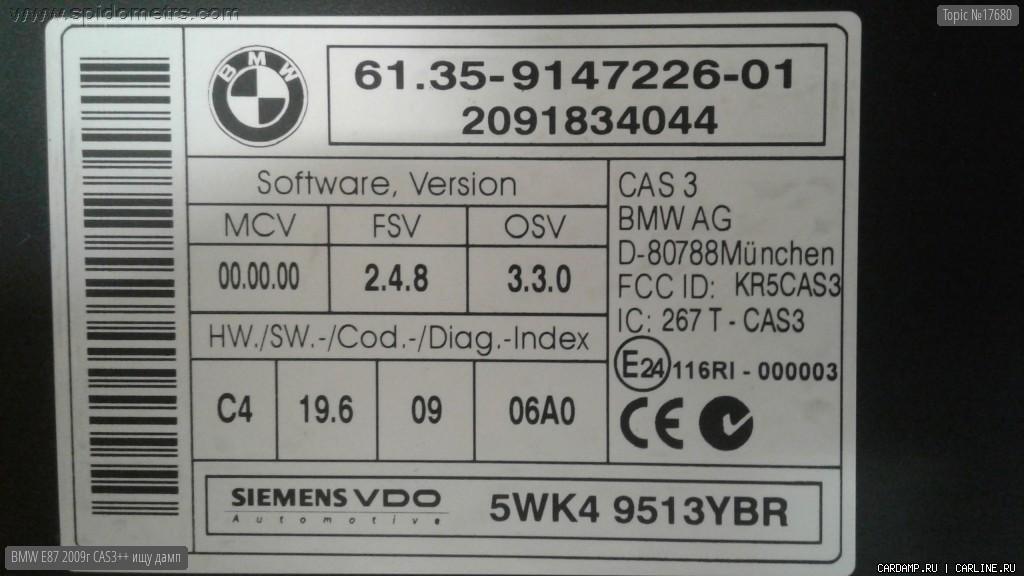 www.spidometrs.com
Topic №17680
BMW
61.35-9147226-01
2091834044
Software, Version
MCV FSV OSV
00.00.00 2.4.8 3.3.0
HW./SW.-/Cod.-/Diag.-Index
C4 19.6 09 06A0
CAS 3
BMW AG
D-80788München
FCC ID: KR5CAS3
IC: 267 T - CAS3
E24 116RI - 000003
CE
SIEMENS VDO
Automotive
5WK4 9513YBR
BMW E87 2009г CAS3++ ищу дамп
CARDAMP.RU | CARLINE.RU